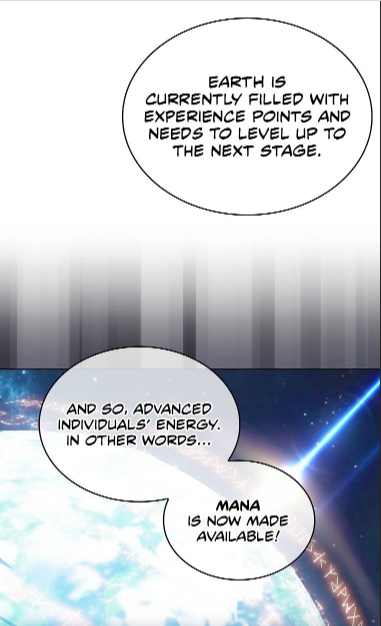 EARTH IS
CURRENTLY FILLED WITH
EXPERIENCE POINTS AND
NEEDS TO LEVEL UP TO
THE NEXT STAGE.
AND SO, ADVANCED
INDIVIDUALS' ENERGY.
IN OTHER WORDS...
MANA
IS NOW MADE
AVAILABLE!